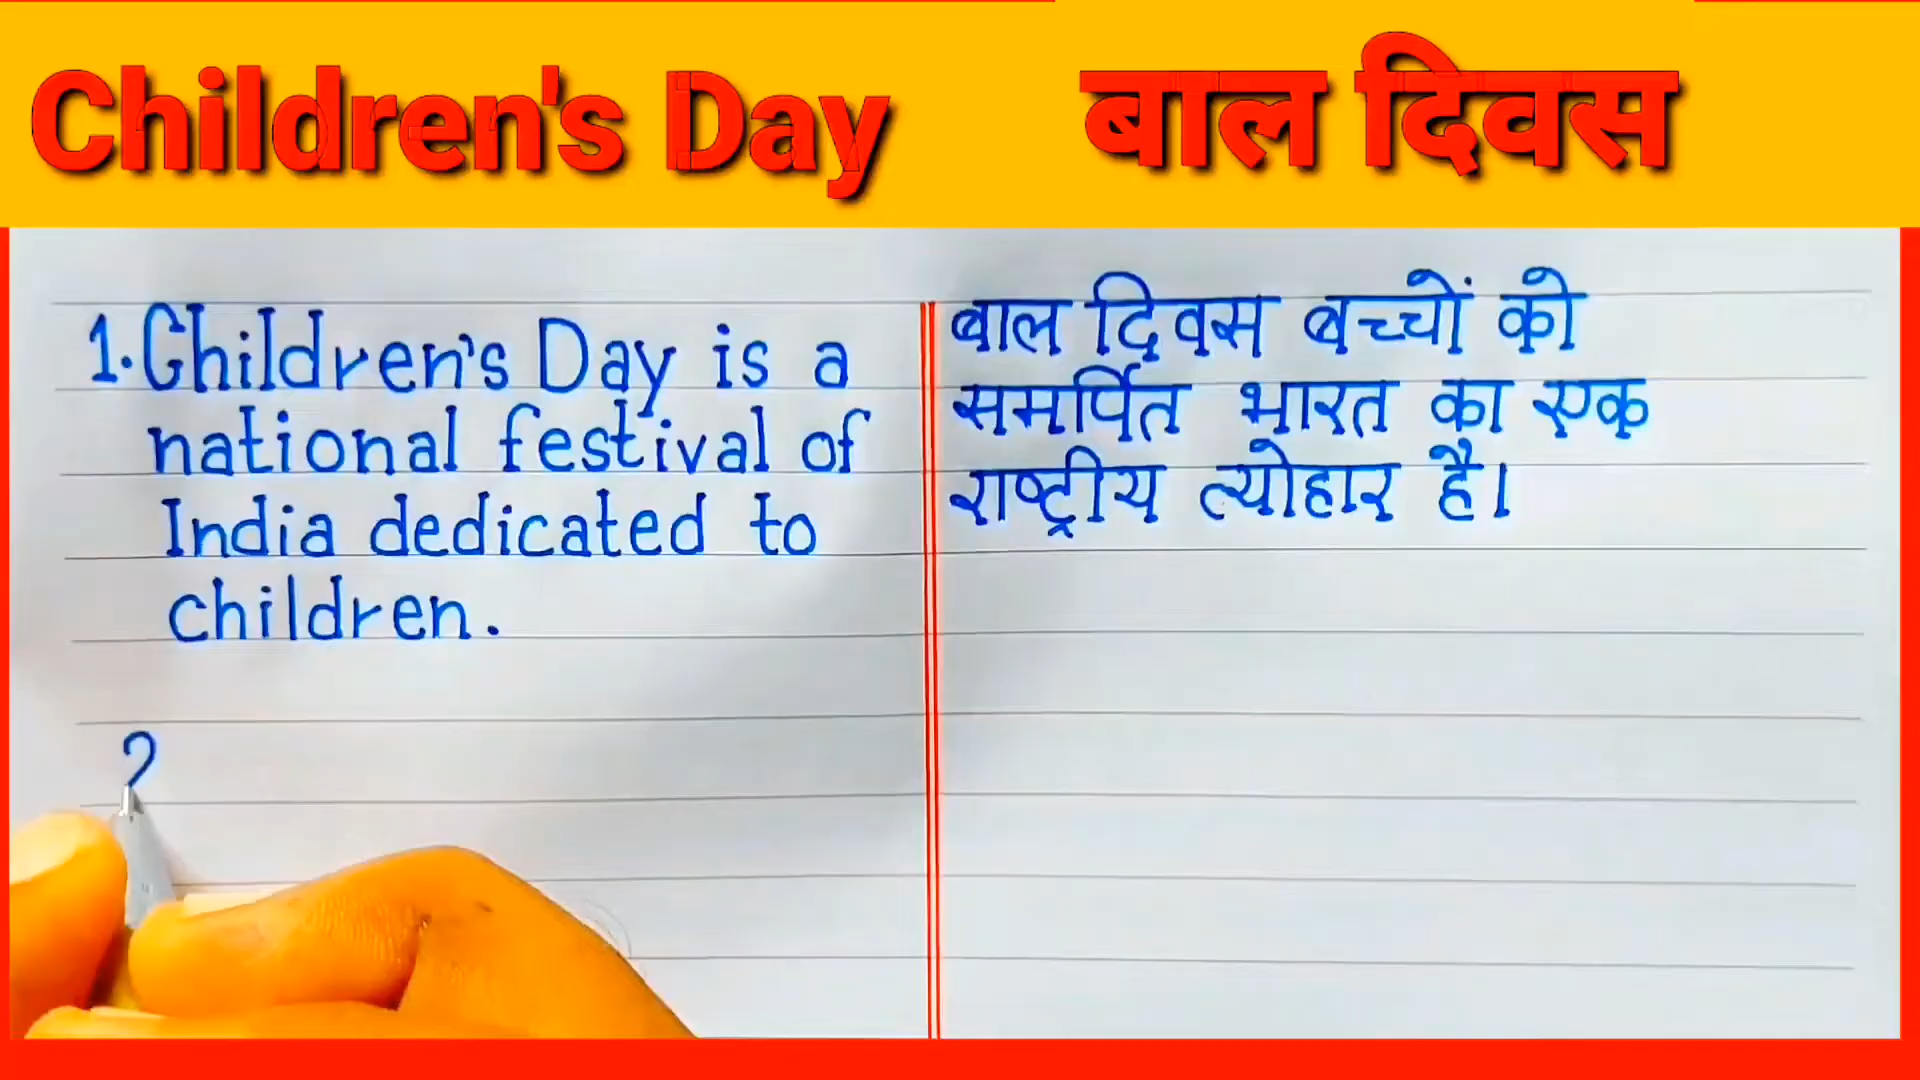 Children's Day बाल दिवस
1. Children's Day is a
national festival of
India dedicated to
children.
बाल दिवस बच्चों को
समर्पित भारत का एक
राष्ट्रीय त्योहार है।
2